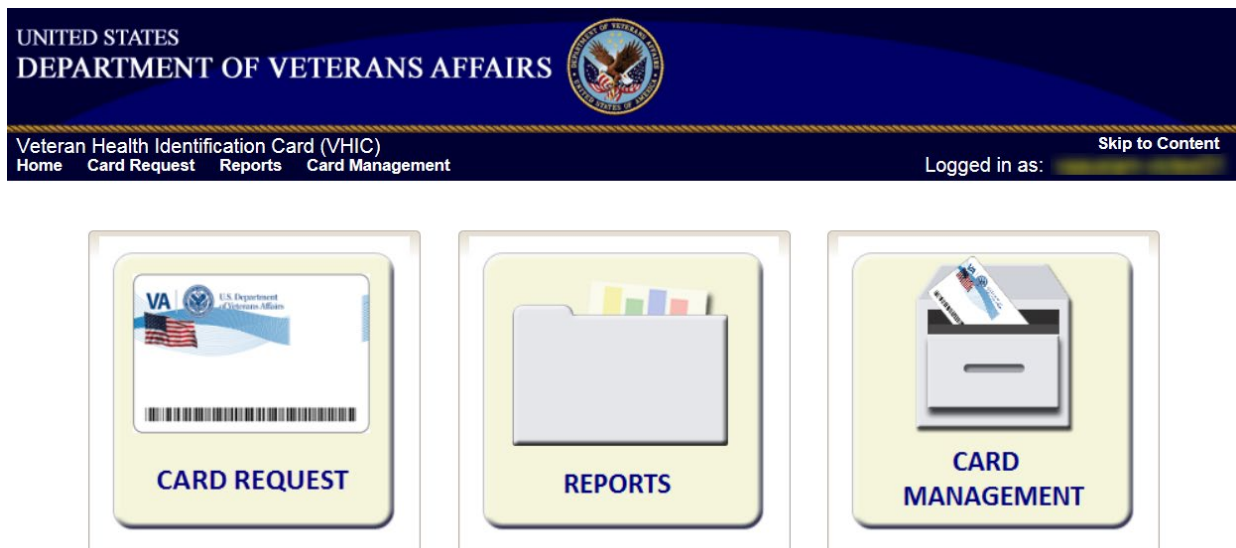 UNITED STATES
DEPARTMENT OF VETERANS AFFAIRS
Veteran Health Identification Card (VHIC)
Skip to Content
Home Card Request Reports Card Management
Logged in as:
VA
U.S. Department
of Veterans Affairs
CARD REQUEST
REPORTS
VA
CARD
MANAGEMENT